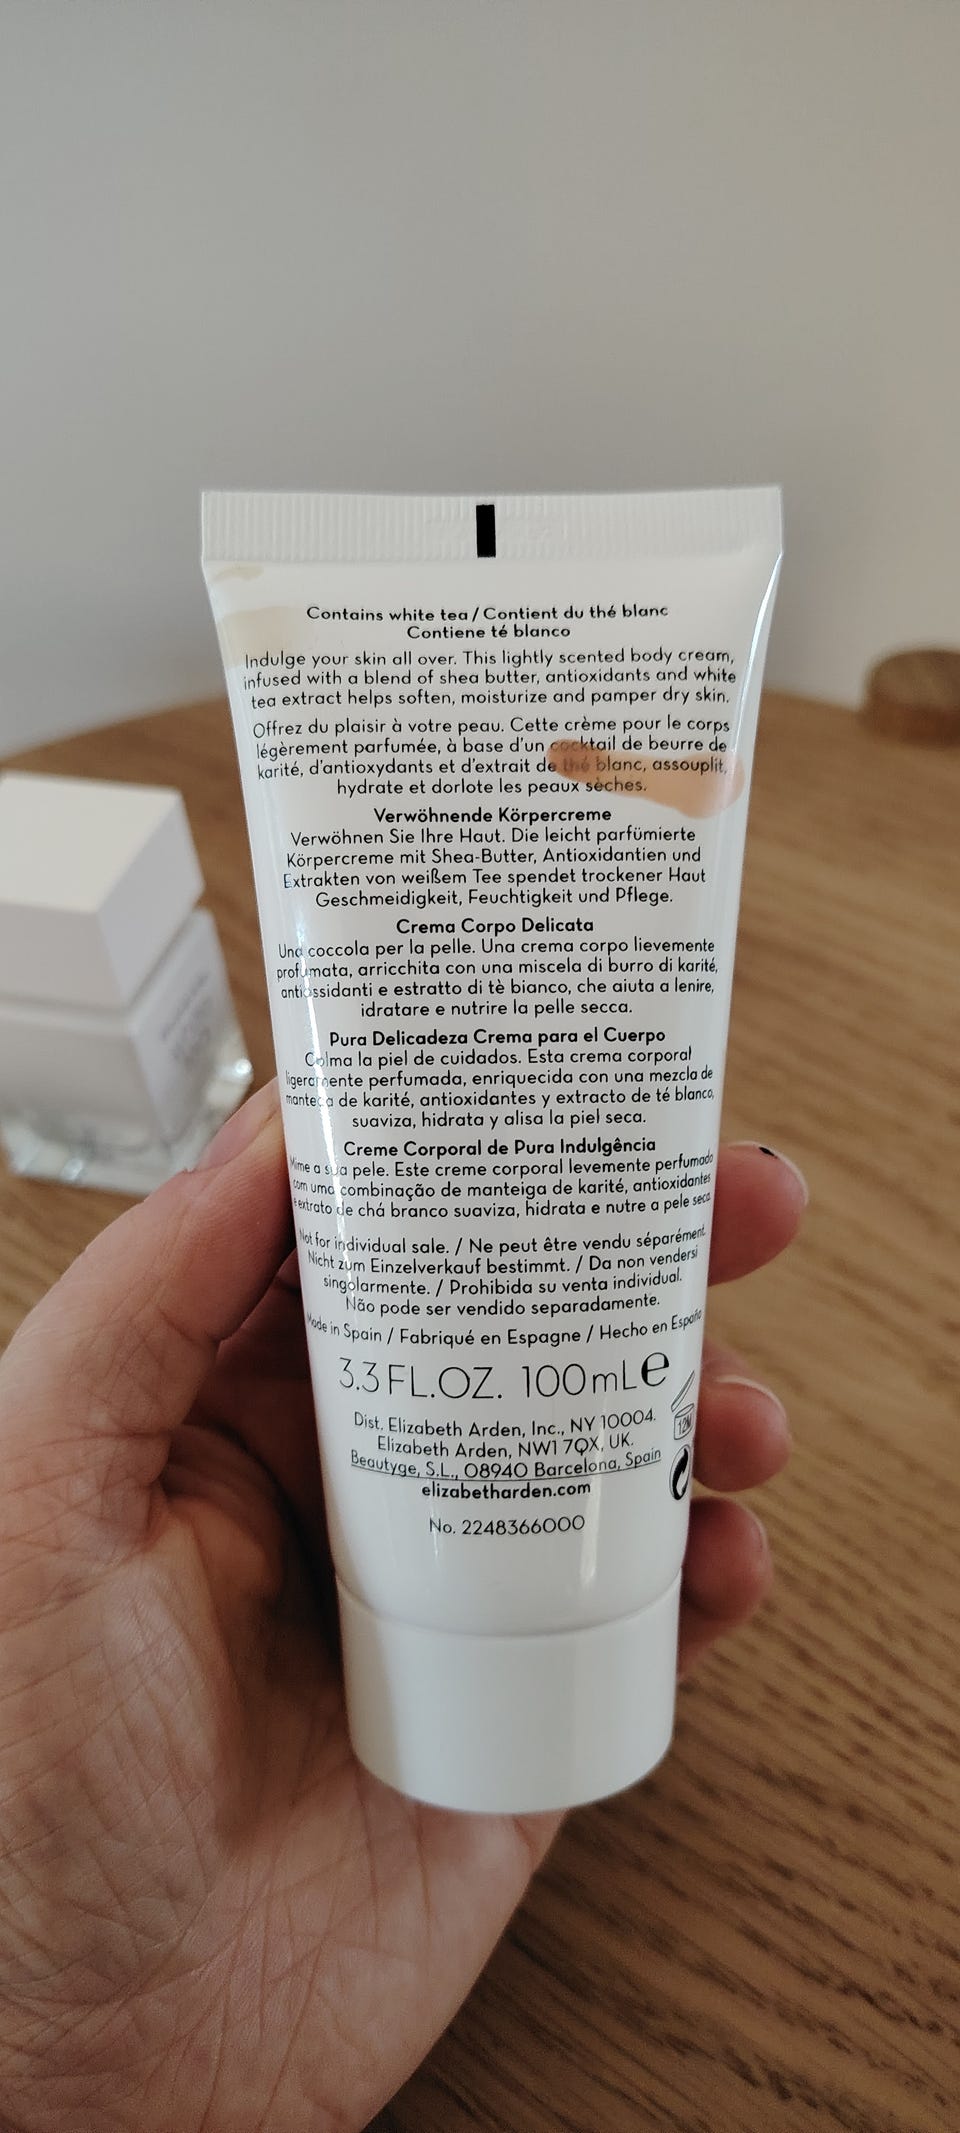 Contains white tea / Contient du thé blanc
Contiene té blanco
Indulge your skin all over. This lightly scented body cream,
infused with a blend of shea butter, antioxidants and white
tea extract helps soften, moisturize and pamper dry skin.
Offrez du plaisir à votre peau. Cette crème pour le corps
légèrement parfumée, à base d'un cocktail de beurre de
karité, d'antioxydants et d'extrait de thé blanc, assouplit,
hydrate et dorlote les peaux sèches.
Verwöhnende Körpercreme
Verwöhnen Sie Ihre Haut. Die leicht parfümierte
Körpercreme mit Shea-Butter, Antioxidantien und
Extrakten von weißem Tee spendet trockener Haut
Geschmeidigkeit, Feuchtigkeit und Pflege.
Crema Corpo Delicata
Una coccola per la pelle. Una crema corpo lievemente
profumata, arricchita con una miscela di burro di karité,
antiossidanti e estratto di tè bianco, che aiuta a lenire,
idratare e nutrire la pelle secca.
Pura Delicadeza Crema para el Cuerpo
Colma la piel de cuidados. Esta crema corporal
ligeramente perfumada, enriquecida con una mezcla de
manteca de karité, antioxidantes y extracto de té blanco,
suaviza, hidrata y alisa la piel seca.
Creme Corporal de Pura Indulgência
Mime a sua pele. Este creme corporal levemente perfumado
com uma combinação de manteiga de karité, antioxidantes
e extrato de chá branco suaviza, hidrata e nutre a pele seca.
Not for individual sale. / Ne peut être vendu séparément.
Nicht zum Einzelverkauf bestimmt. / Da non vendersi
singolarmente. / Prohibida su venta individual.
Não pode ser vendido separadamente.
Made in Spain / Fabriqué en Espagne / Hecho en España
3.3 FL.OZ. 100mL e
Dist. Elizabeth Arden, Inc., NY 10004.
Elizabeth Arden, NW1 7QX, UK.
12M
Beautyge, S.L., 08940 Barcelona, Spain
elizabetharden.com
No. 2248366000